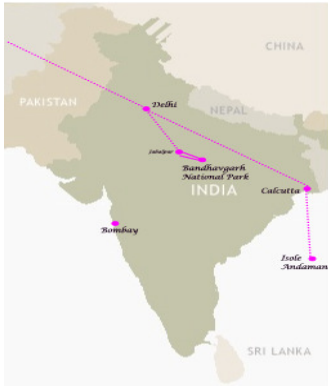 CHINA
PAKISTAN
Delhi
NEPAL
Jabalpur
Bandhavgarh
National Park
INDIA
Calcutta
Bombay
Isole
Andaman
SRI LANKA